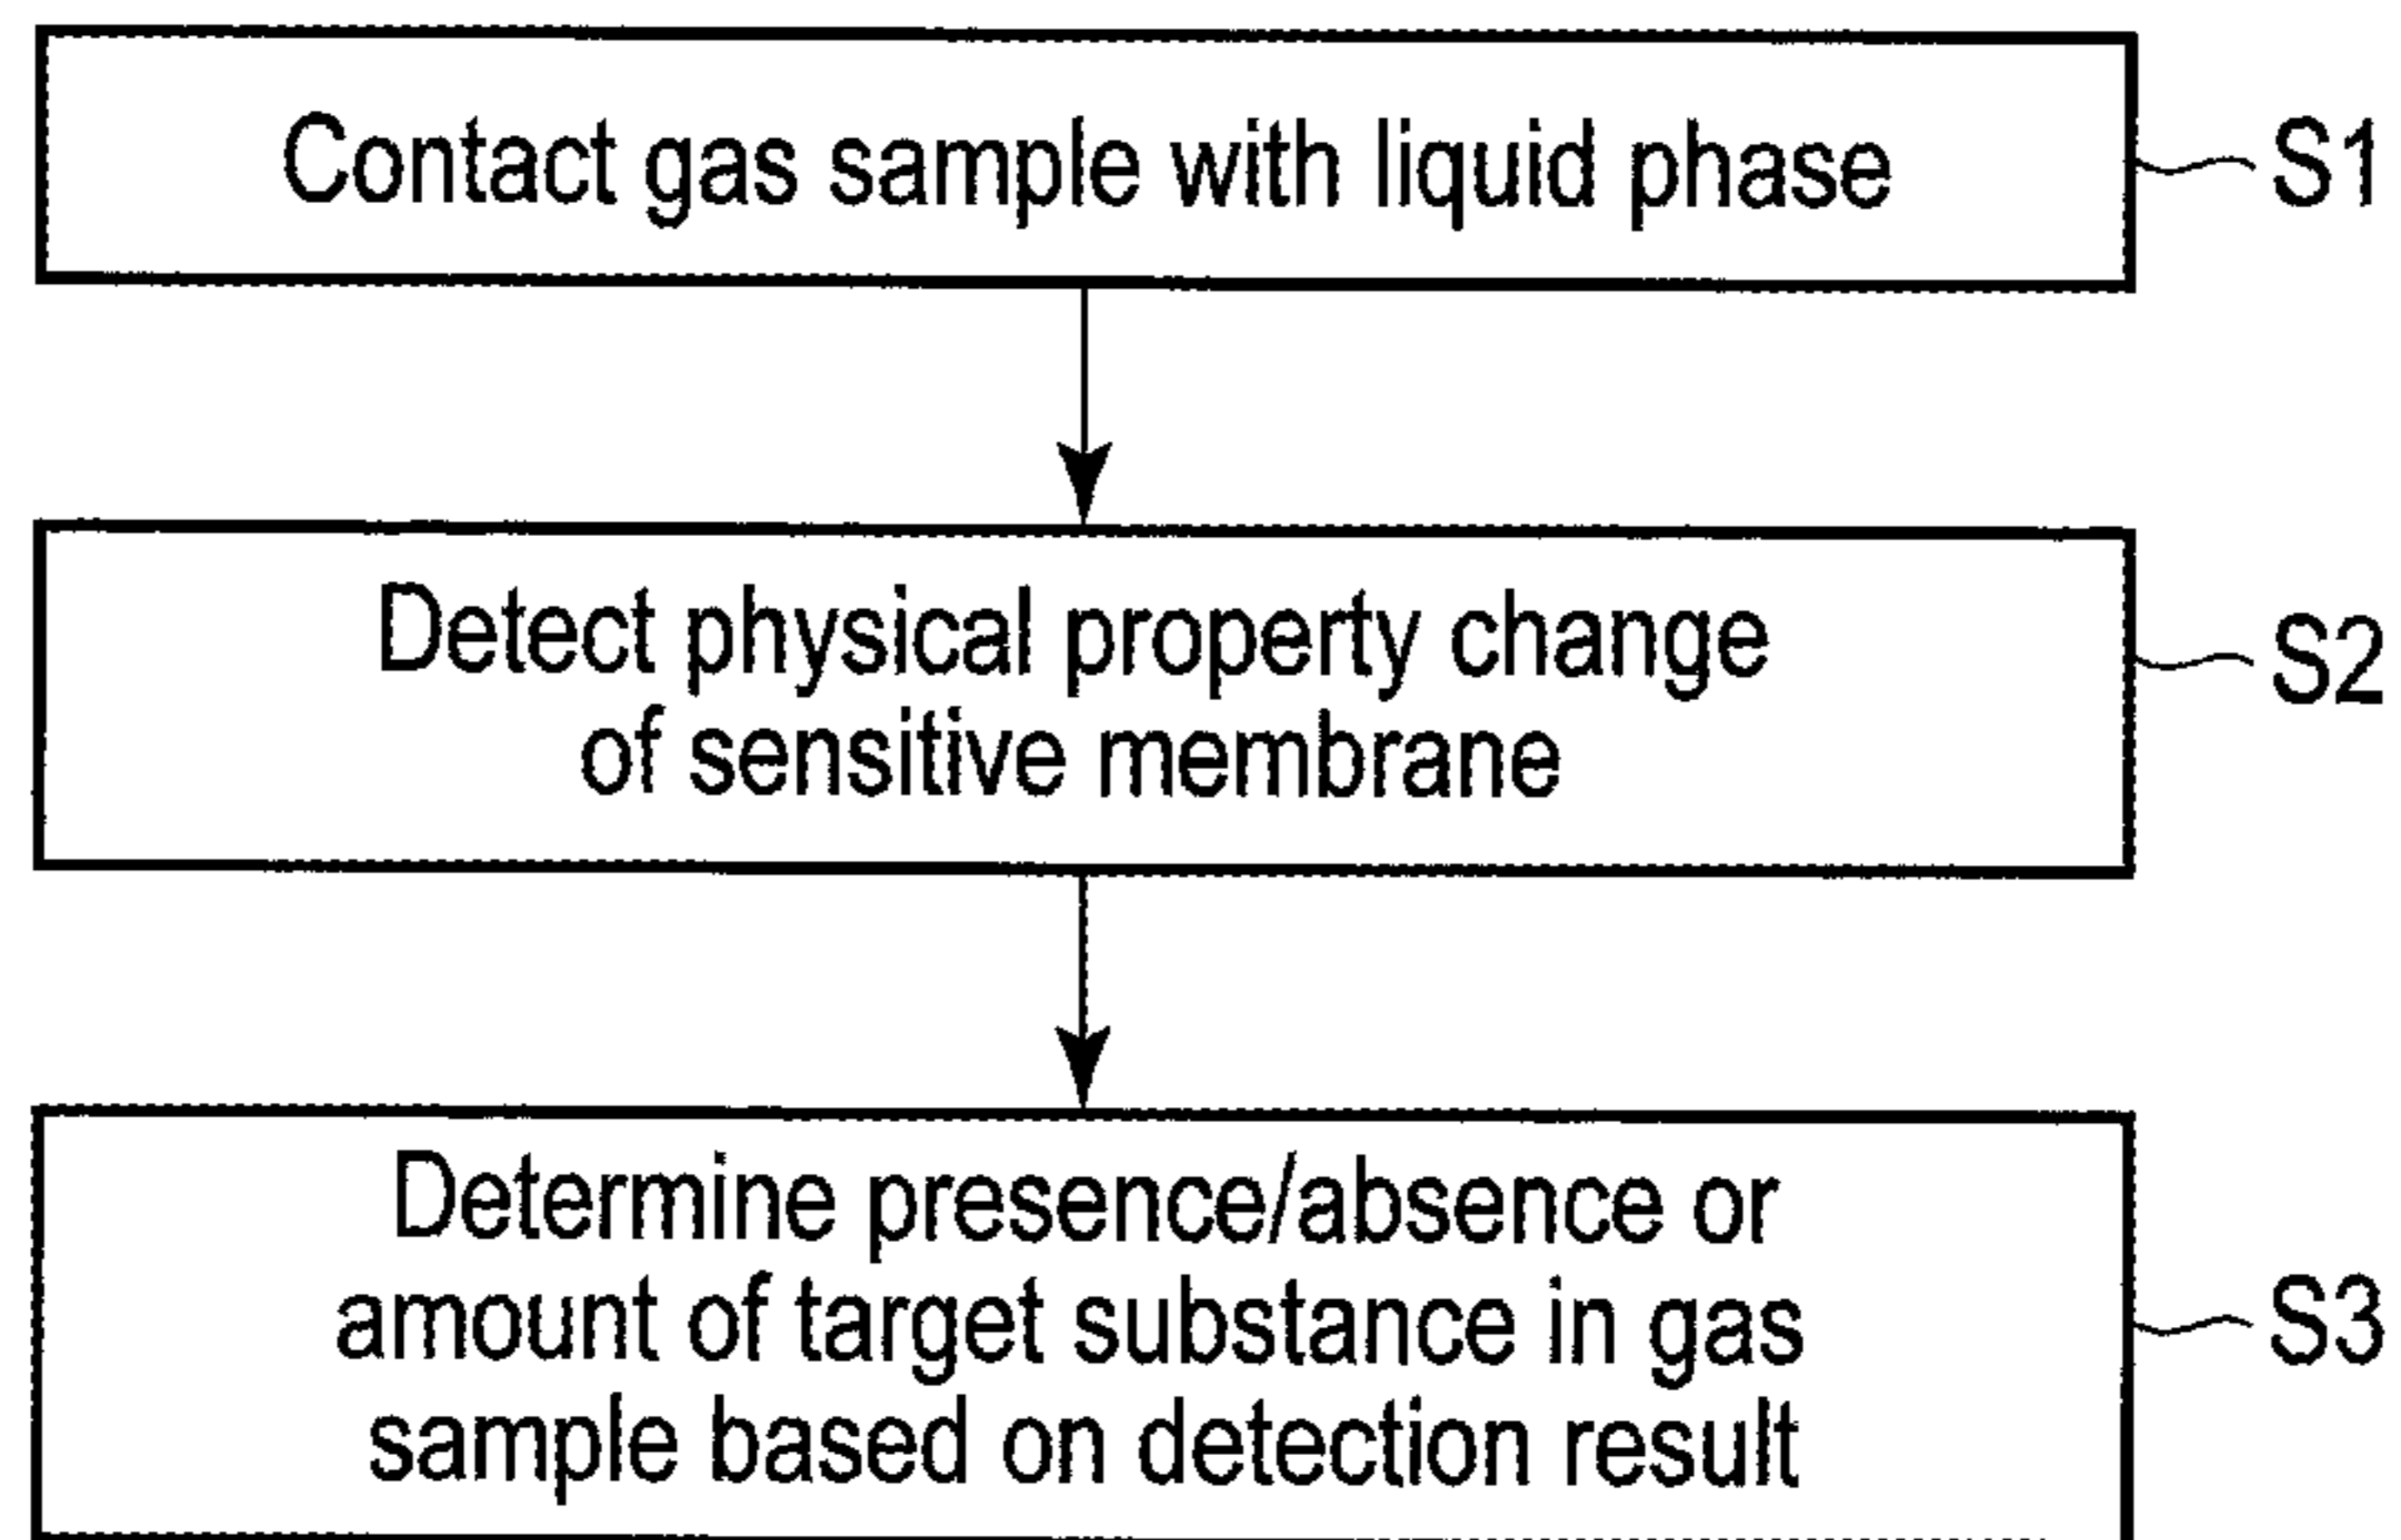 Contact gas sample with liquid phase
S1
Detect physical property change
of sensitive membrane
S2
Determine presence/absence or
amount of target substance in gas
sample based on detection result
S3